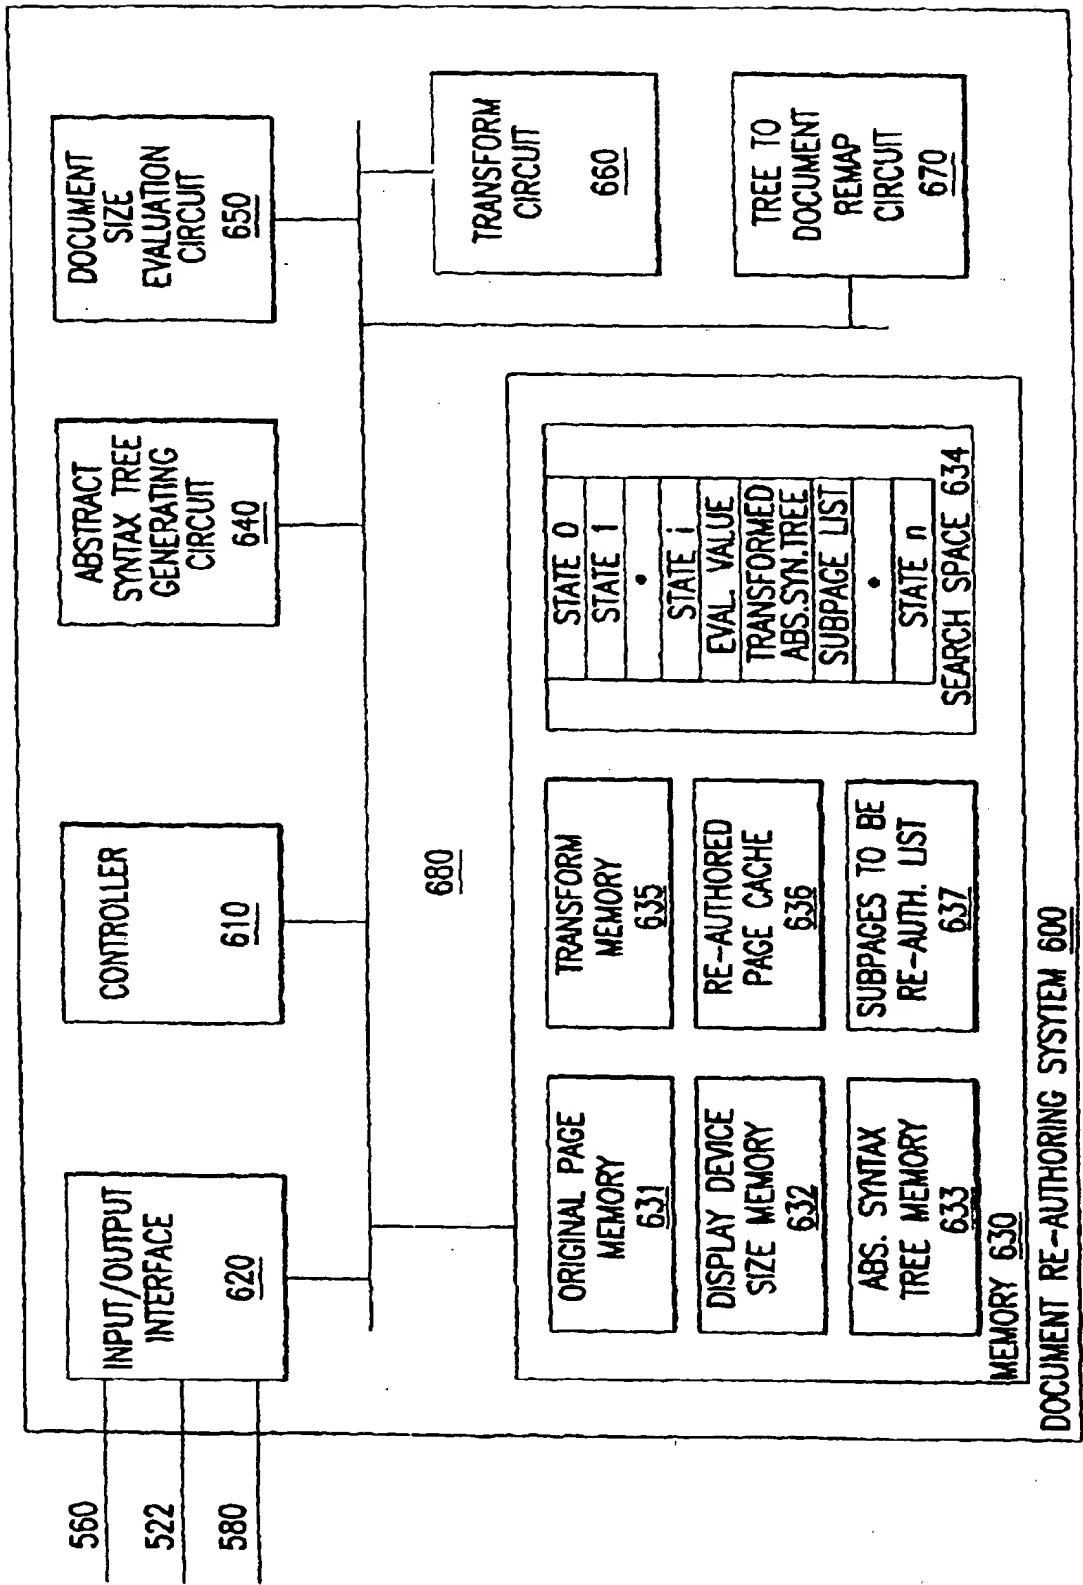 560
522
580
INPUT/OUTPUT
INTERFACE
620
CONTROLLER
610
ABSTRACT
SYNTAX TREE
GENERATING
CIRCUIT
640
DOCUMENT
SIZE
EVALUATION
CIRCUIT
650
680
TRANSFORM
CIRCUIT
660
TREE TO
DOCUMENT
REMAP
CIRCUIT
670
ORIGINAL PAGE
MEMORY
631
DISPLAY DEVICE
SIZE MEMORY
632
ABS. SYNTAX
TREE MEMORY
633
TRANSFORM
MEMORY
635
RE-AUTHORED
PAGE CACHE
636
SUBPAGES TO BE
RE-AUTH. LIST
637
STATE 0
STATE 1
•
STATE i
EVAL. VALUE
TRANSFORMED
ABS.SYN.TREE
SUBPAGE LIST
•
STATE n
SEARCH SPACE 634
MEMORY 630
DOCUMENT RE-AUTHORING SYSYTEM 600